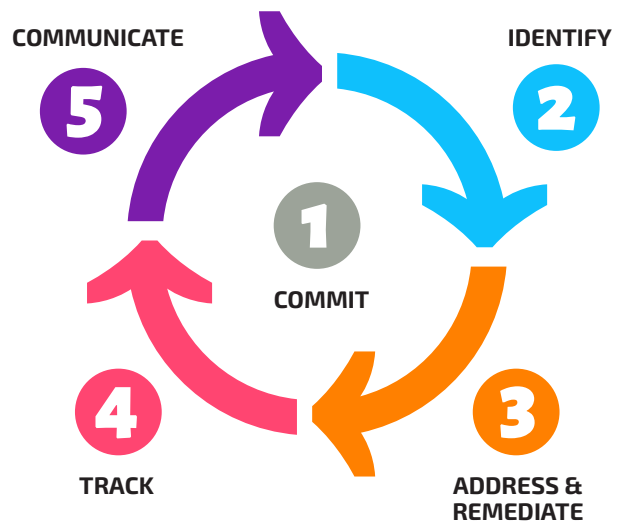 COMMUNICATE
5
IDENTIFY
2
1
COMMIT
4
TRACK
3
ADDRESS &
REMEDIATE